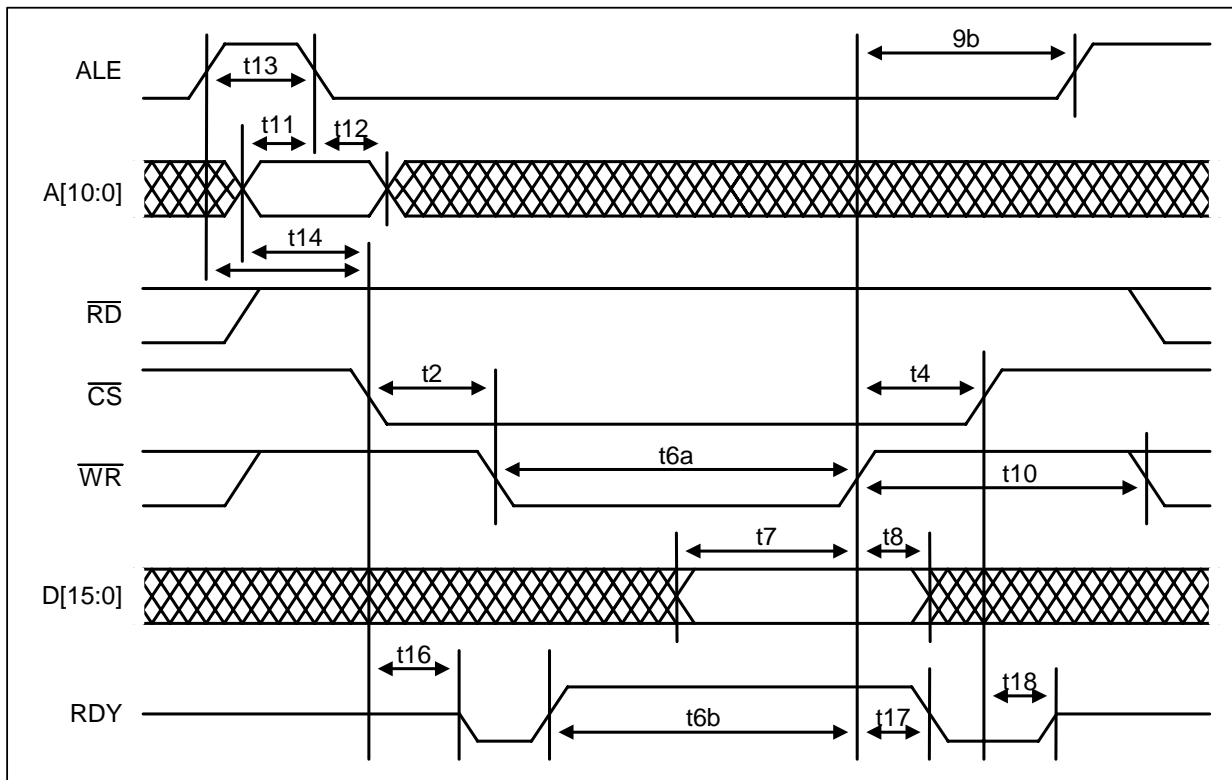 9b
ALE
t13
t11
t12
A[10:0]
t14
RD
CS
t2
t4
WR
t6a
t10
t7
t8
D[15:0]
t16
t18
RDY
t6b
t17